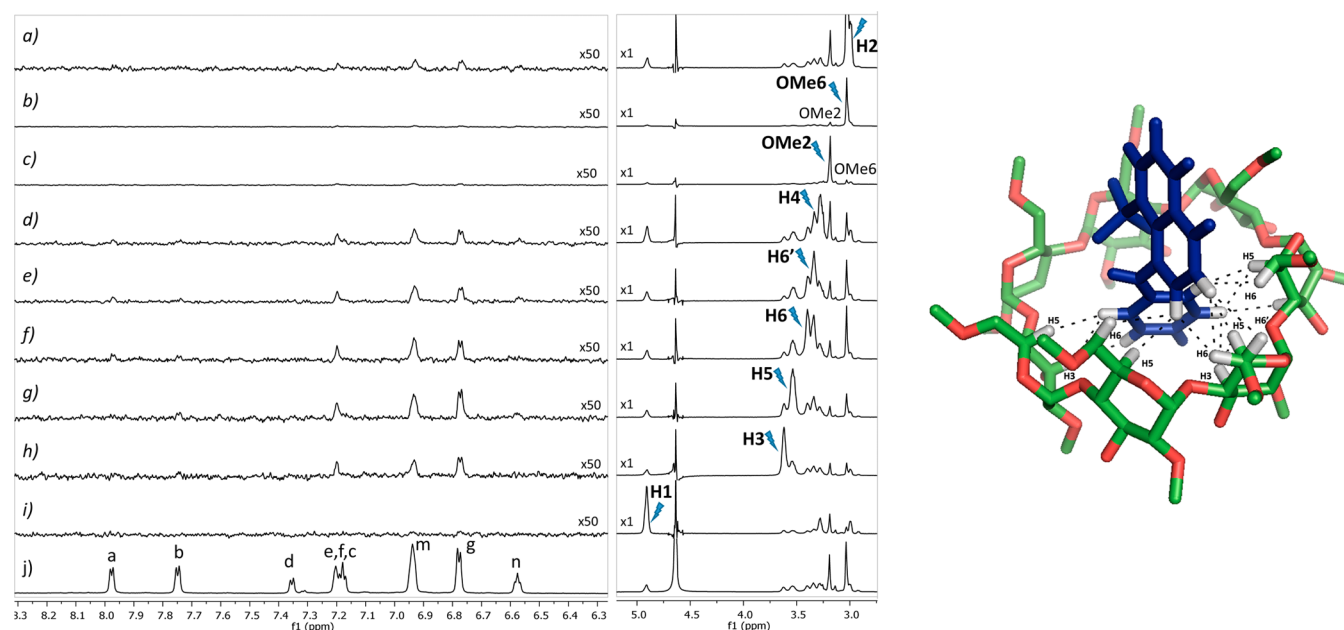 a)
x50
x1
H2
b)
x50
x1
OMe6
OMe2
c)
x50
x1
OMe2
OMe6
d)
x50
x1
H4
e)
x50
x1
H6’
f)
x50
x1
H6
g)
x50
x1
H5
h)
x50
x1
H3
i)
x50
x1
H1
j)
a
b
d
e,f,c
m
g
n
8.3 8.2 8.1 8.0 7.9 7.8 7.7 7.6 7.5 7.4 7.3 7.2 7.1 7.0 6.9 6.8 6.7 6.6 6.5 6.4 6.3
f1 (ppm)
5.0 4.5 4.0 3.5 3.0
f1 (ppm)
H5
H6
H5
H6'
H6
H5
H6
H3
H5
H3